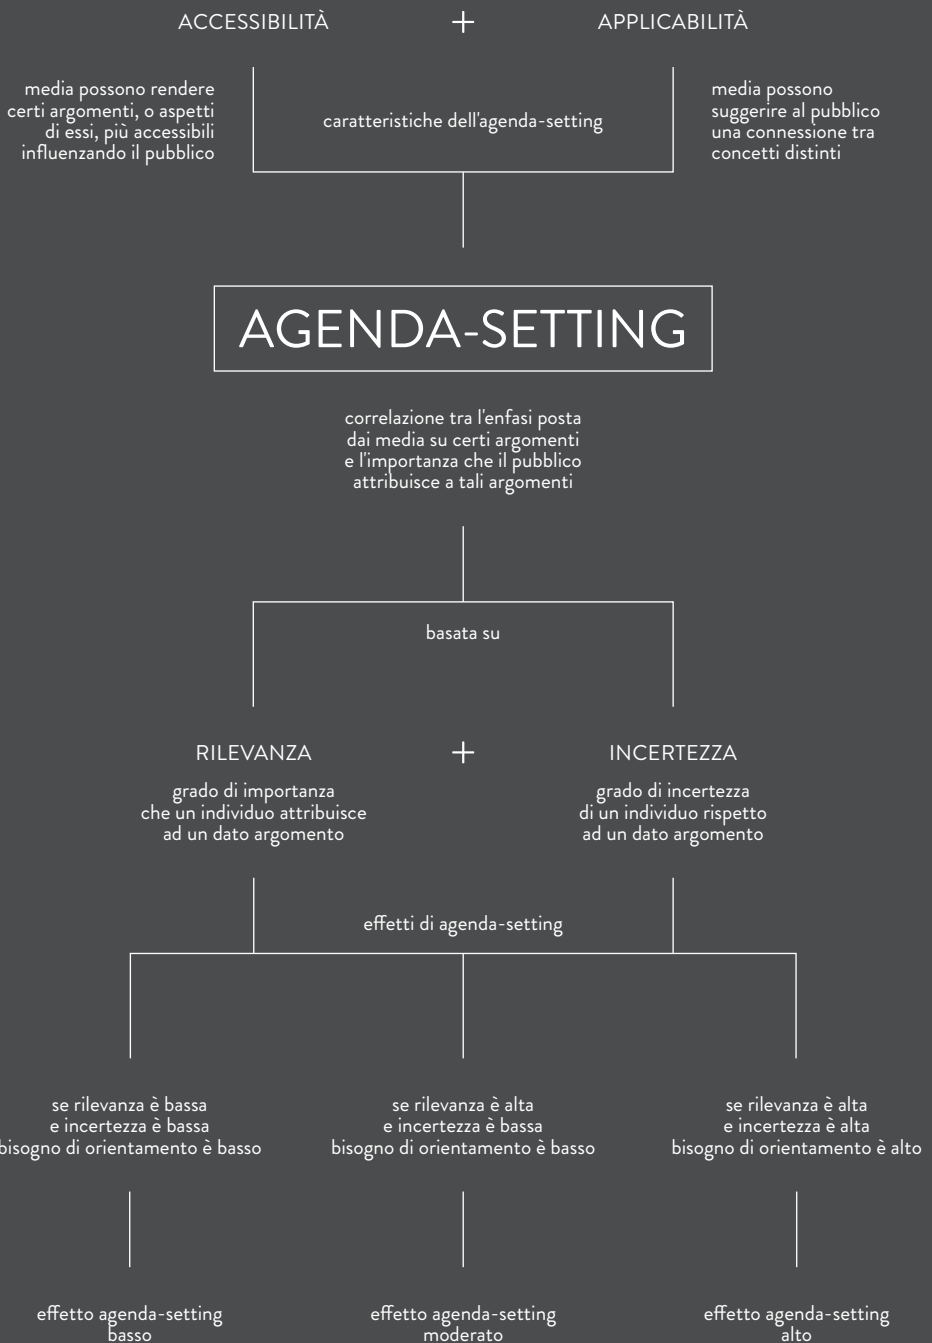 ACCESSIBILITÀ + APPLICABILITÀ
media possono rendere
certi argomenti, o aspetti
di essi, più accessibili
influenzando il pubblico
caratteristiche dell'agenda-setting
media possono
suggerire al pubblico
una connessione tra
concetti distinti
AGENDA-SETTING
correlazione tra l'enfasi posta
dai media su certi argomenti
e l'importanza che il pubblico
attribuisce a tali argomenti
basata su
RILEVANZA + INCERTEZZA
grado di importanza
che un individuo attribuisce
ad un dato argomento
grado di incertezza
di un individuo rispetto
ad un dato argomento
effetti di agenda-setting
se rilevanza è bassa
e incertezza è bassa
bisogno di orientamento è basso
se rilevanza è alta
e incertezza è bassa
bisogno di orientamento è basso
se rilevanza è alta
e incertezza è alta
bisogno di orientamento è alto
effetto agenda-setting
basso
effetto agenda-setting
moderato
effetto agenda-setting
alto